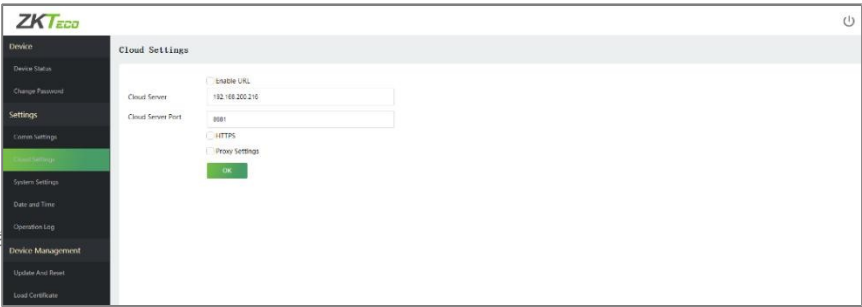 ZKTeco
Device
Cloud Settings
Device Status
Change Password
Enable URL
Cloud Server 192.168.200.216
Settings
Cloud Server Port 8081
Comm Settings
HTTPS
Cloud Settings
Proxy Settings
OK
System Settings
Date and Time
Operation Log
Device Management
Update And Reset
Load Certificate